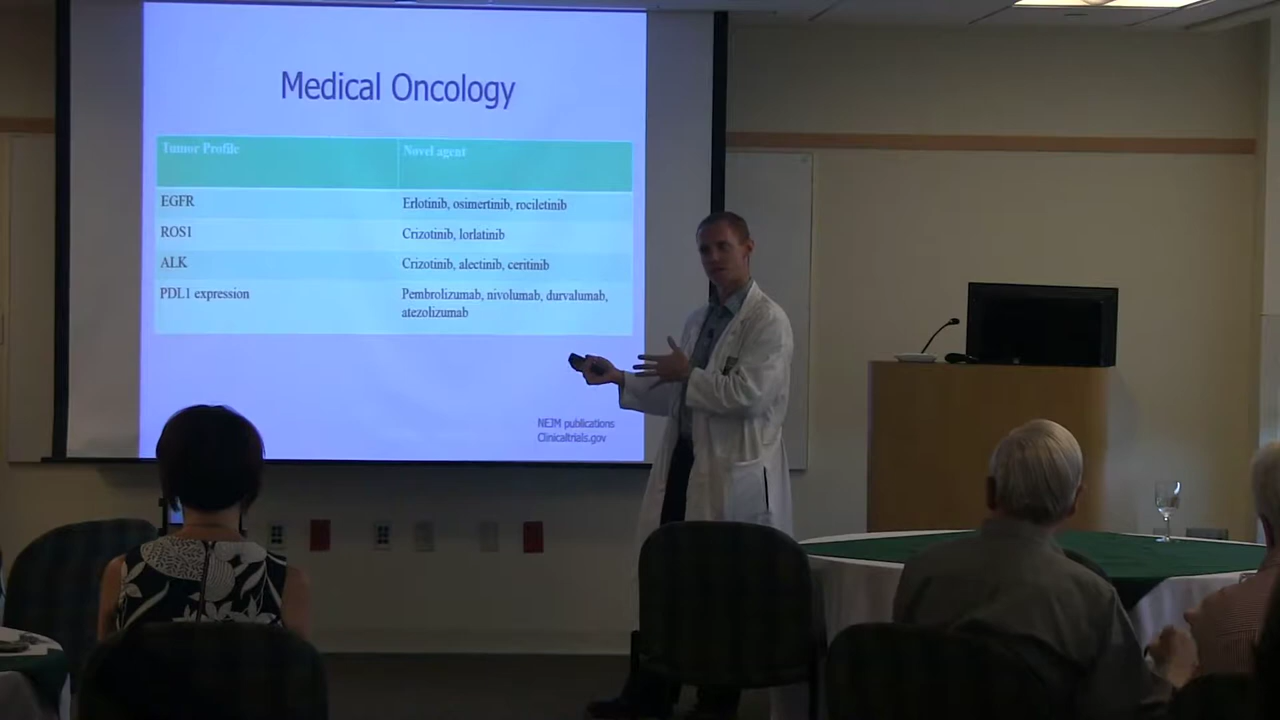 Medical Oncology
Tumor Profile Novel agent
EGFR Erlotinib, osimertinib, rociletinib
ROS1 Crizotinib, lorlatinib
ALK Crizotinib, alectinib, ceritinib
PDL1 expression Pembrolizumab, nivolumab, durvalumab,
atezolizumab
NEJM publications
Clinicaltrials.gov